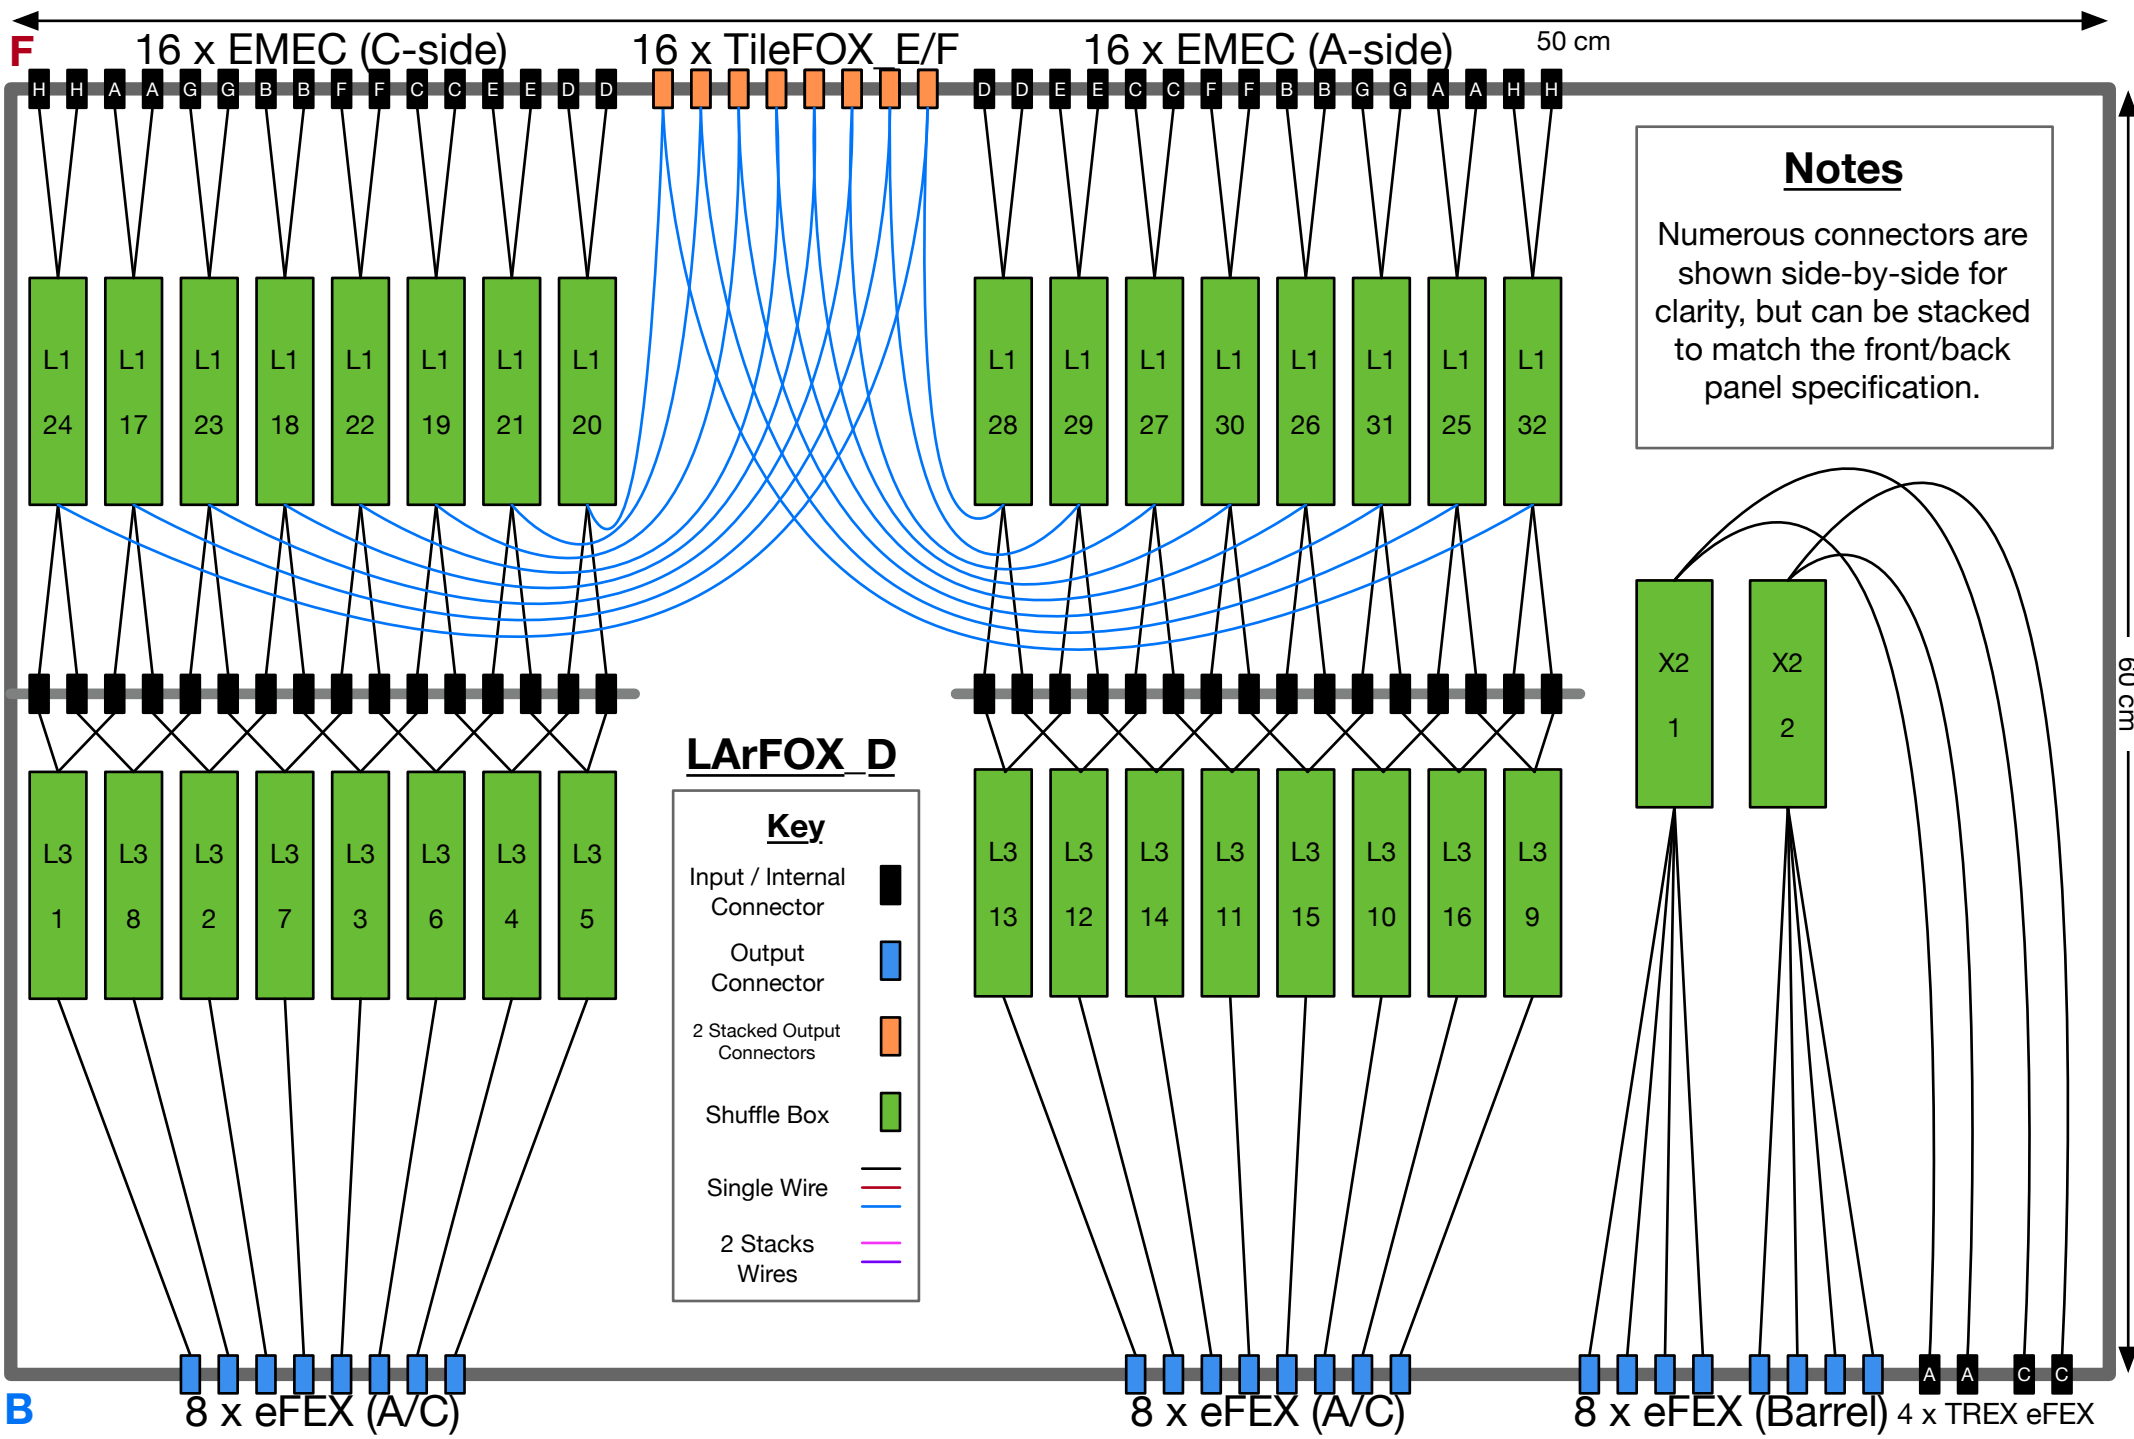 50 cm
F
16 x EMEC (C-side)
16 x TileFOX_E/F
16 x EMEC (A-side)
H H A A G G B B F F C C E E D D
D D E E C C F F B B G G A A H H
Notes
Numerous connectors are
shown side-by-side for
clarity, but can be stacked
to match the front/back
panel specification.
L1 L1 L1 L1 L1 L1 L1 L1
24 17 23 18 22 19 21 20
L1 L1 L1 L1 L1 L1 L1 L1
28 29 27 30 26 31 25 32
X2 X2
1 2
60 cm
LArFOX_D
Key
Input / Internal
Connector
Output
Connector
2 Stacked Output
Connectors
Shuffle Box
Single Wire
2 Stacks
Wires
L3 L3 L3 L3 L3 L3 L3 L3
1 8 2 7 3 6 4 5
L3 L3 L3 L3 L3 L3 L3 L3
13 12 14 11 15 10 16 9
A A C C
B
8 x eFEX (A/C)
8 x eFEX (A/C)
8 x eFEX (Barrel)
4 x TREX eFEX